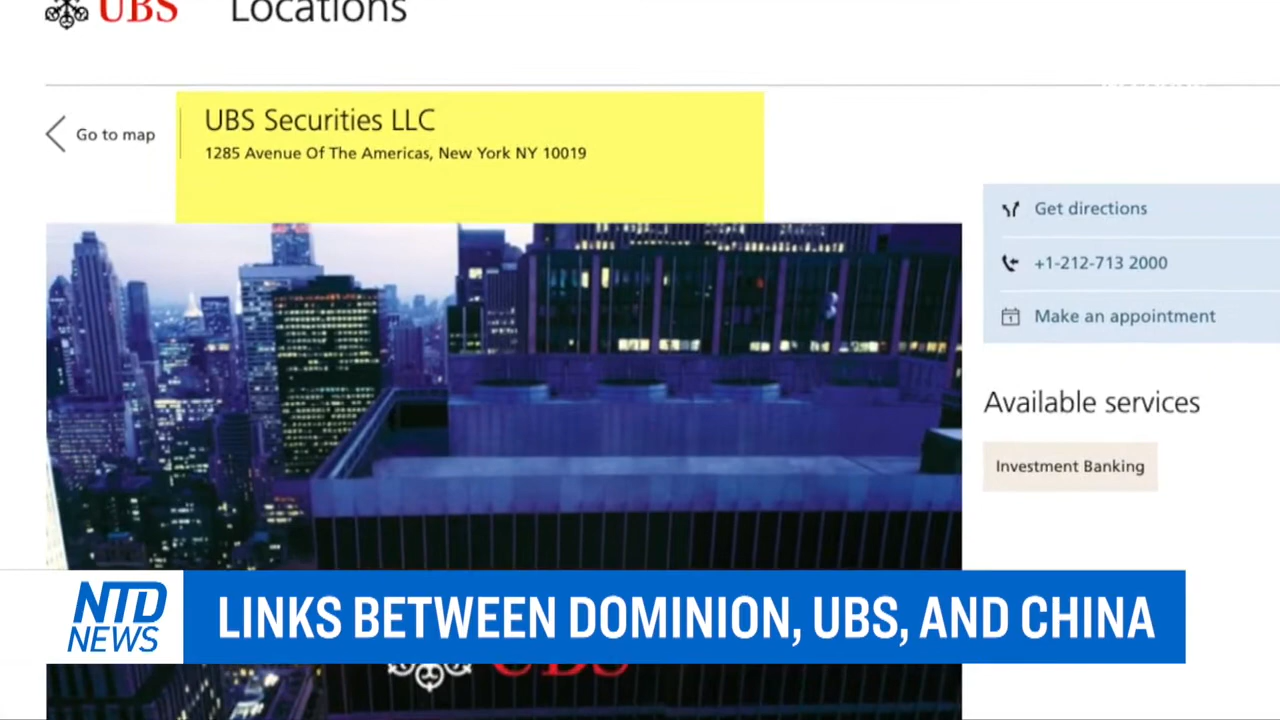 UBS
Locations
Go to map
UBS Securities LLC
1285 Avenue Of The Americas, New York NY 10019
Get directions
+1-212-713 2000
Make an appointment
Available services
Investment Banking
NTD
NEWS
LINKS BETWEEN DOMINION, UBS, AND CHINA
UBS